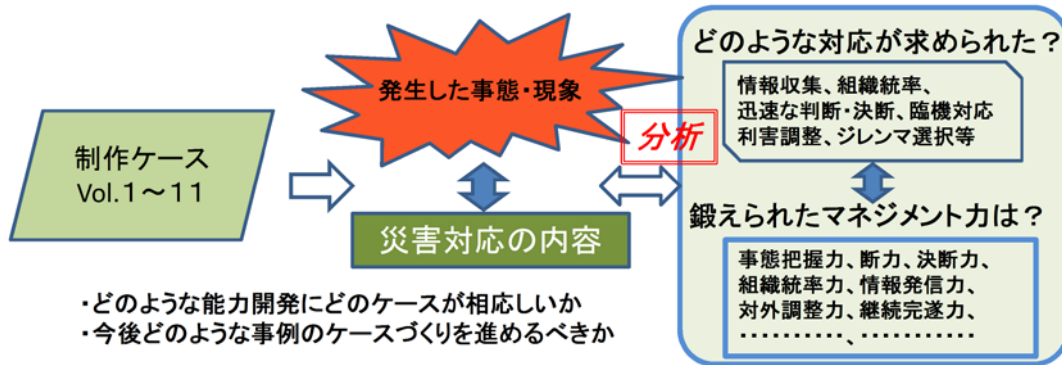 制作ケース
Vol.1～11
発生した事態・現象
災害対応の内容
分析
どのような対応が求められた？
情報収集、組織統率、
迅速な判断・決断、臨機対応
利害調整、ジレンマ選択等
鍛えられたマネジメント力は？
事態把握力、断力、決断力、
組織統率力、情報発信力、
対外調整力、継続完遂力、
‥‥‥‥‥、‥‥‥‥‥‥
・どのような能力開発にどのケースが相応しいか
・今後どのような事例のケースづくりを進めるべきか